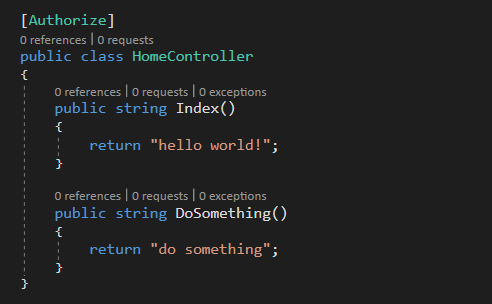 [Authorize]
0 references | 0 requests
public class HomeController
{
0 references | 0 requests | 0 exceptions
public string Index()
{
return "hello world!";
}
0 references | 0 requests | 0 exceptions
public string DoSomething()
{
return "do something";
}
}